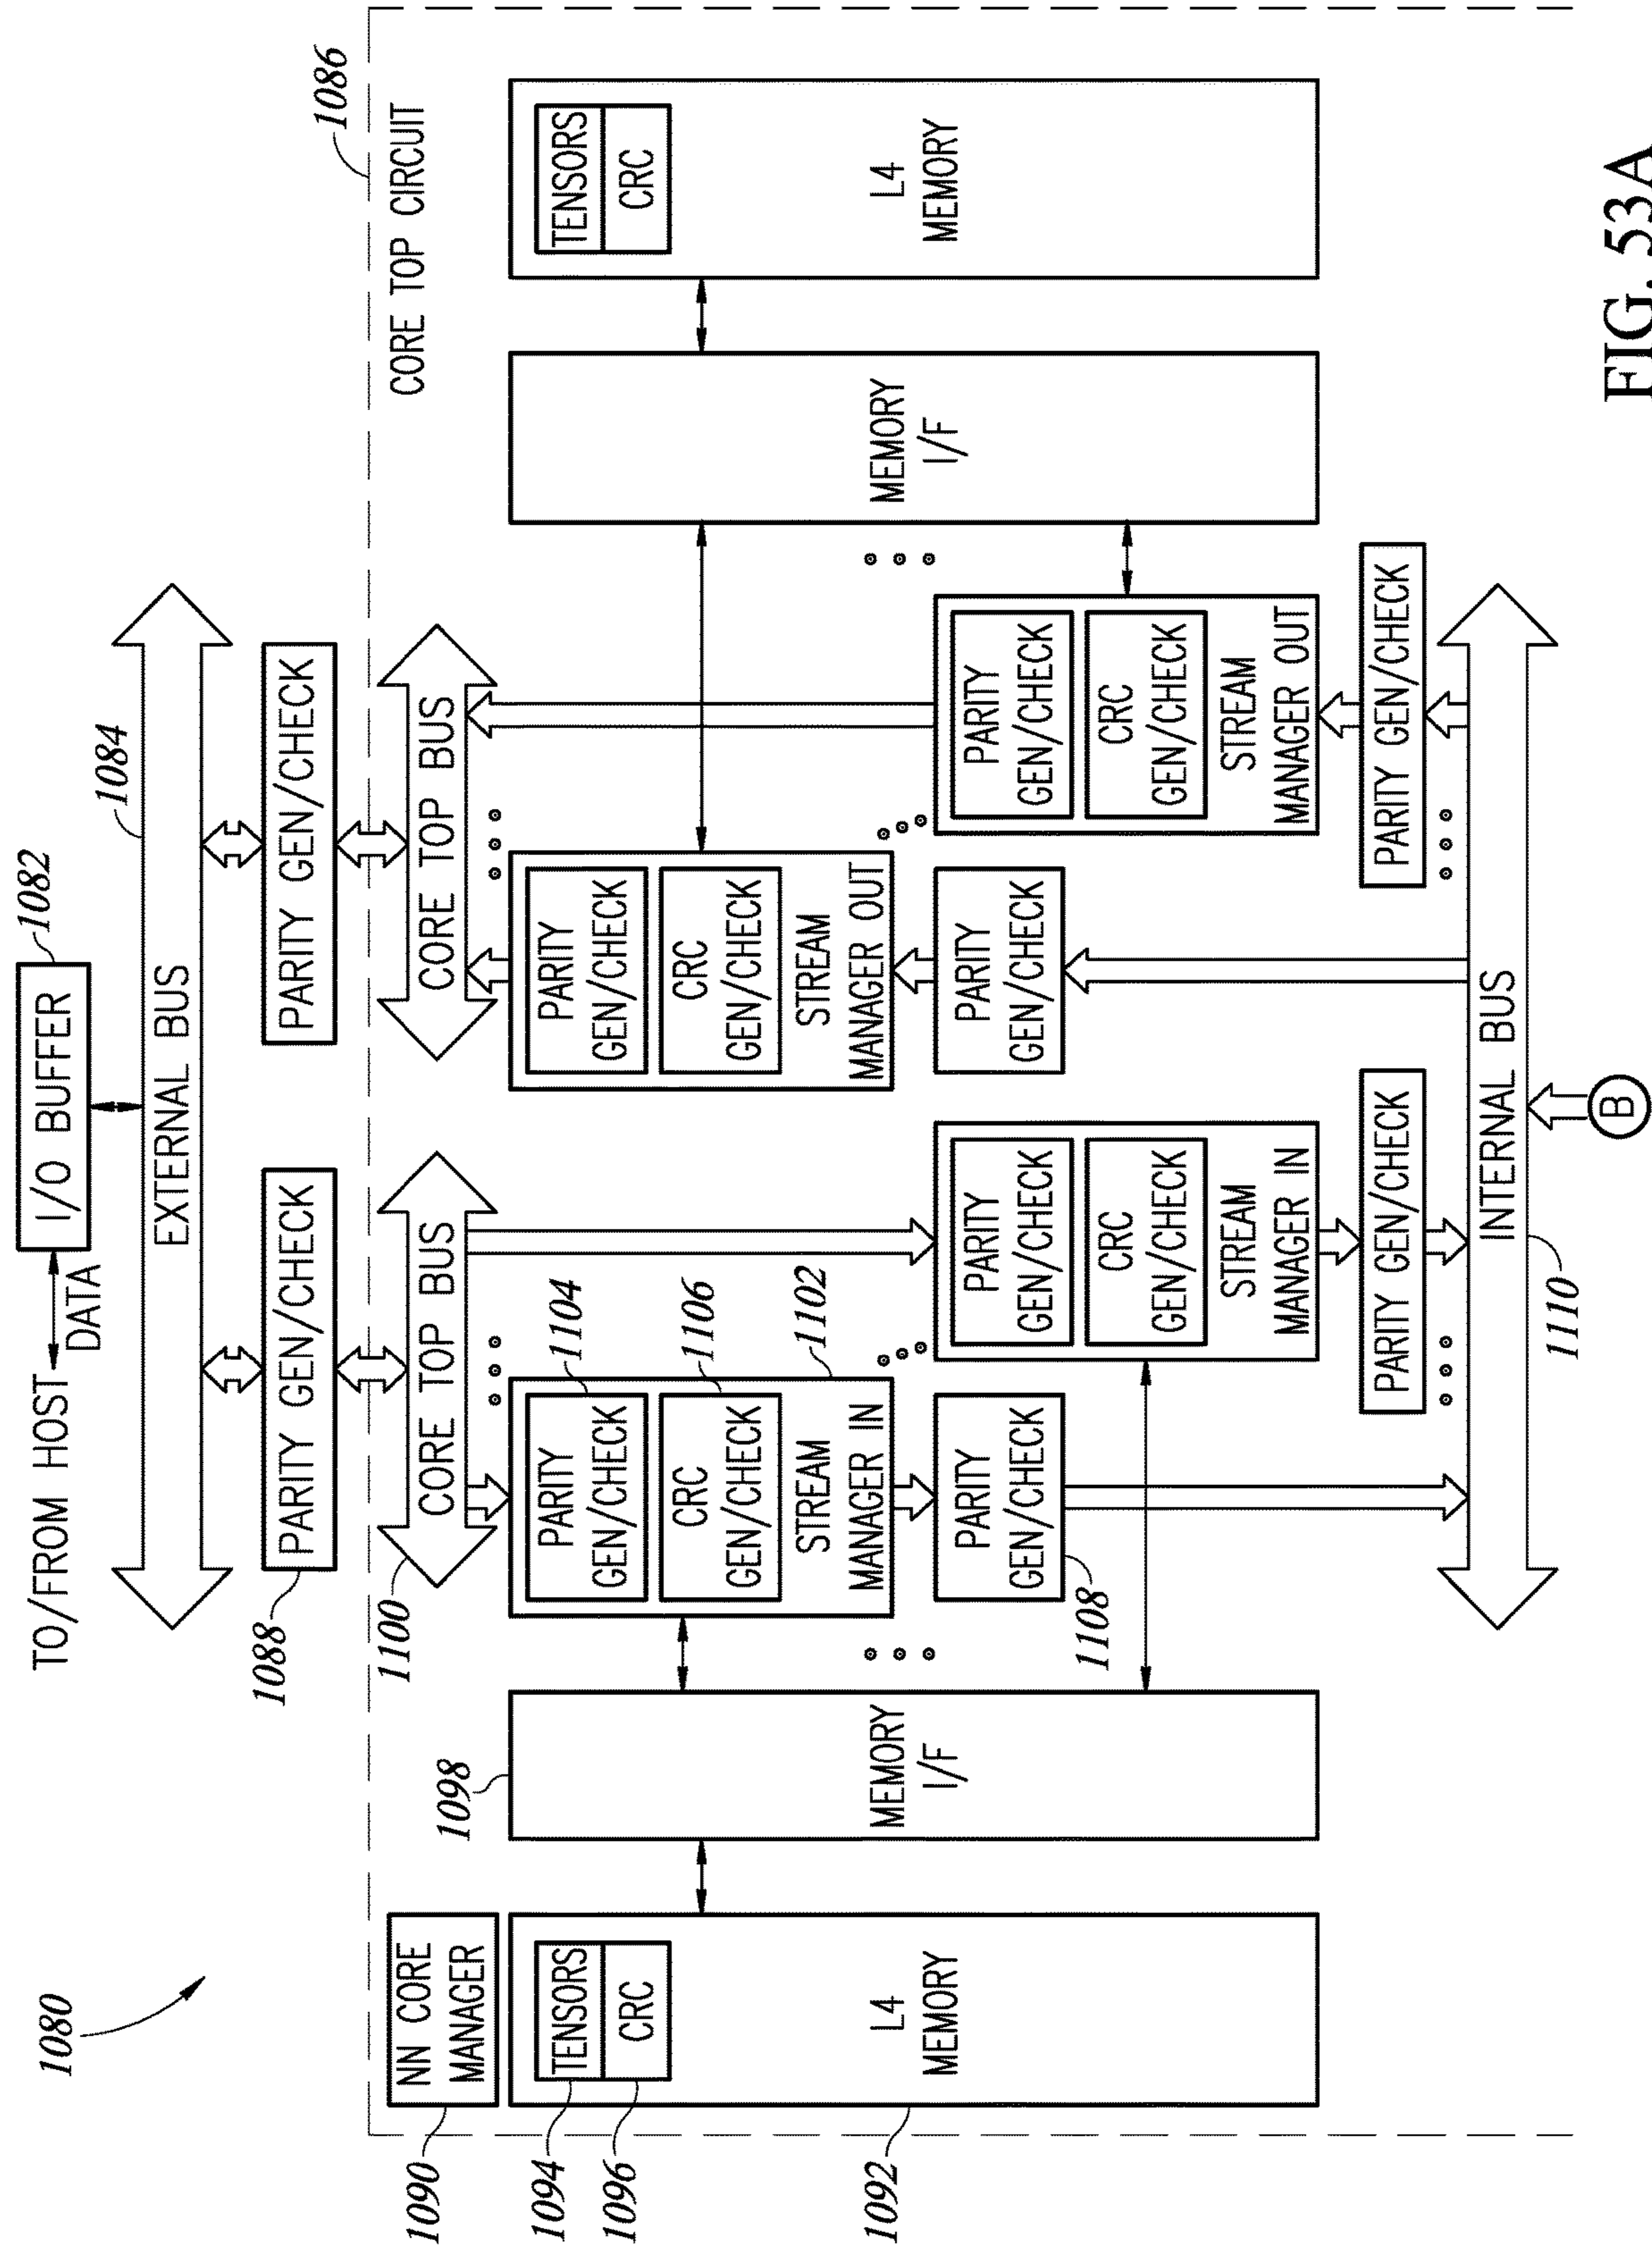 1080
TO/FROM HOST
DATA
I/O BUFFER
1082
1084
EXTERNAL BUS
1088
PARITY GEN/CHECK
PARITY GEN/CHECK
1086
CORE TOP CIRCUIT
1090
NN CORE
MANAGER
1100
CORE TOP BUS
CORE TOP BUS
1094
TENSORS
1096
CRC
1092
L4
MEMORY
1098
MEMORY
I/F
PARITY
GEN/CHECK
1104
CRC
GEN/CHECK
1106
STREAM
MANAGER IN
1102
PARITY
GEN/CHECK
1108
PARITY
GEN/CHECK
CRC
GEN/CHECK
STREAM
MANAGER IN
PARITY GEN/CHECK
PARITY
GEN/CHECK
CRC
GEN/CHECK
STREAM
MANAGER OUT
PARITY
GEN/CHECK
PARITY
GEN/CHECK
CRC
GEN/CHECK
STREAM
MANAGER OUT
PARITY GEN/CHECK
MEMORY
I/F
TENSORS
CRC
L4
MEMORY
INTERNAL BUS
1110
B
FIG. 53A